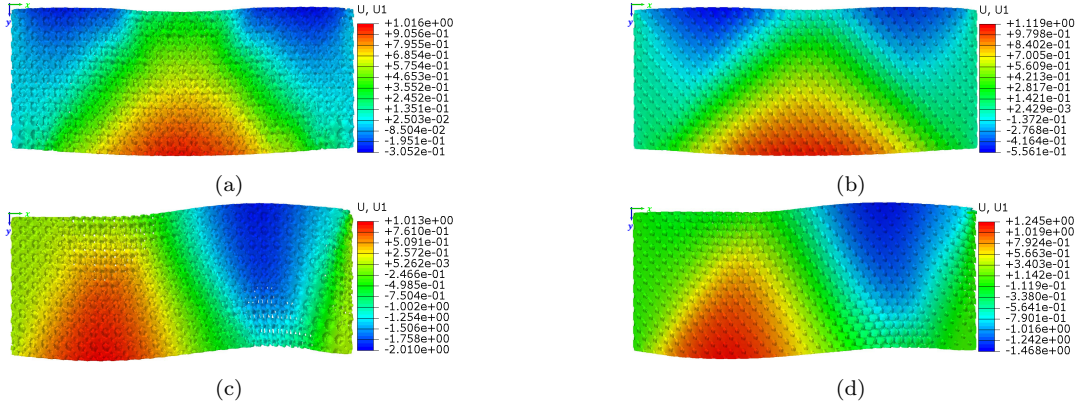 x
y
U, U1
+1.016e+00
+9.056e-01
+7.955e-01
+6.854e-01
+5.754e-01
+4.653e-01
+3.552e-01
+2.452e-01
+1.351e-01
+2.503e-02
-8.504e-02
-1.951e-01
-3.052e-01
(a)
x
y
U, U1
+1.119e+00
+9.798e-01
+8.402e-01
+7.005e-01
+5.609e-01
+4.213e-01
+2.817e-01
+1.421e-01
+2.429e-03
-1.372e-01
-2.768e-01
-4.164e-01
-5.561e-01
(b)
x
y
U, U1
+1.013e+00
+7.610e-01
+5.091e-01
+2.572e-01
+5.262e-03
-2.466e-01
-4.985e-01
-7.504e-01
-1.002e+00
-1.254e+00
-1.506e+00
-1.758e+00
-2.010e+00
(c)
x
y
U, U1
+1.245e+00
+1.019e+00
+7.924e-01
+5.663e-01
+3.403e-01
+1.142e-01
-1.119e-01
-3.380e-01
-5.641e-01
-7.901e-01
-1.016e+00
-1.242e+00
-1.468e+00
(d)